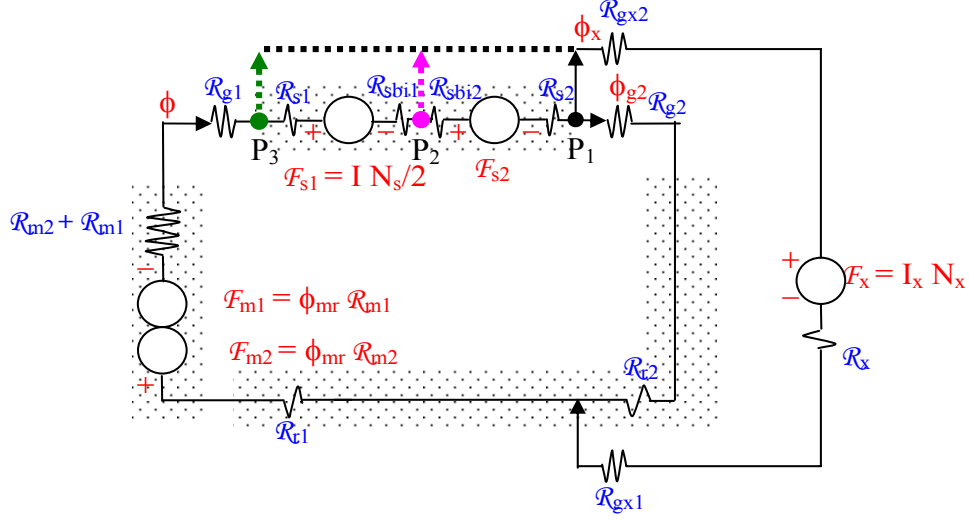 ϕx
ℛgx2
ϕ
ℛg1
ℛs1
ℛsbi1
ℛsbi2
ℛs2
ϕg2
ℛg2
+
−
+
−
P3
P2
P1
ℱs1 = I Ns/2
ℱs2
ℛm2 + ℛm1
−
ℱm1 = ϕmr ℛm1
ℱm2 = ϕmr ℛm2
+
+
−
ℱx = Ix Nx
ℛx
ℛr2
ℛr1
ℛgx1